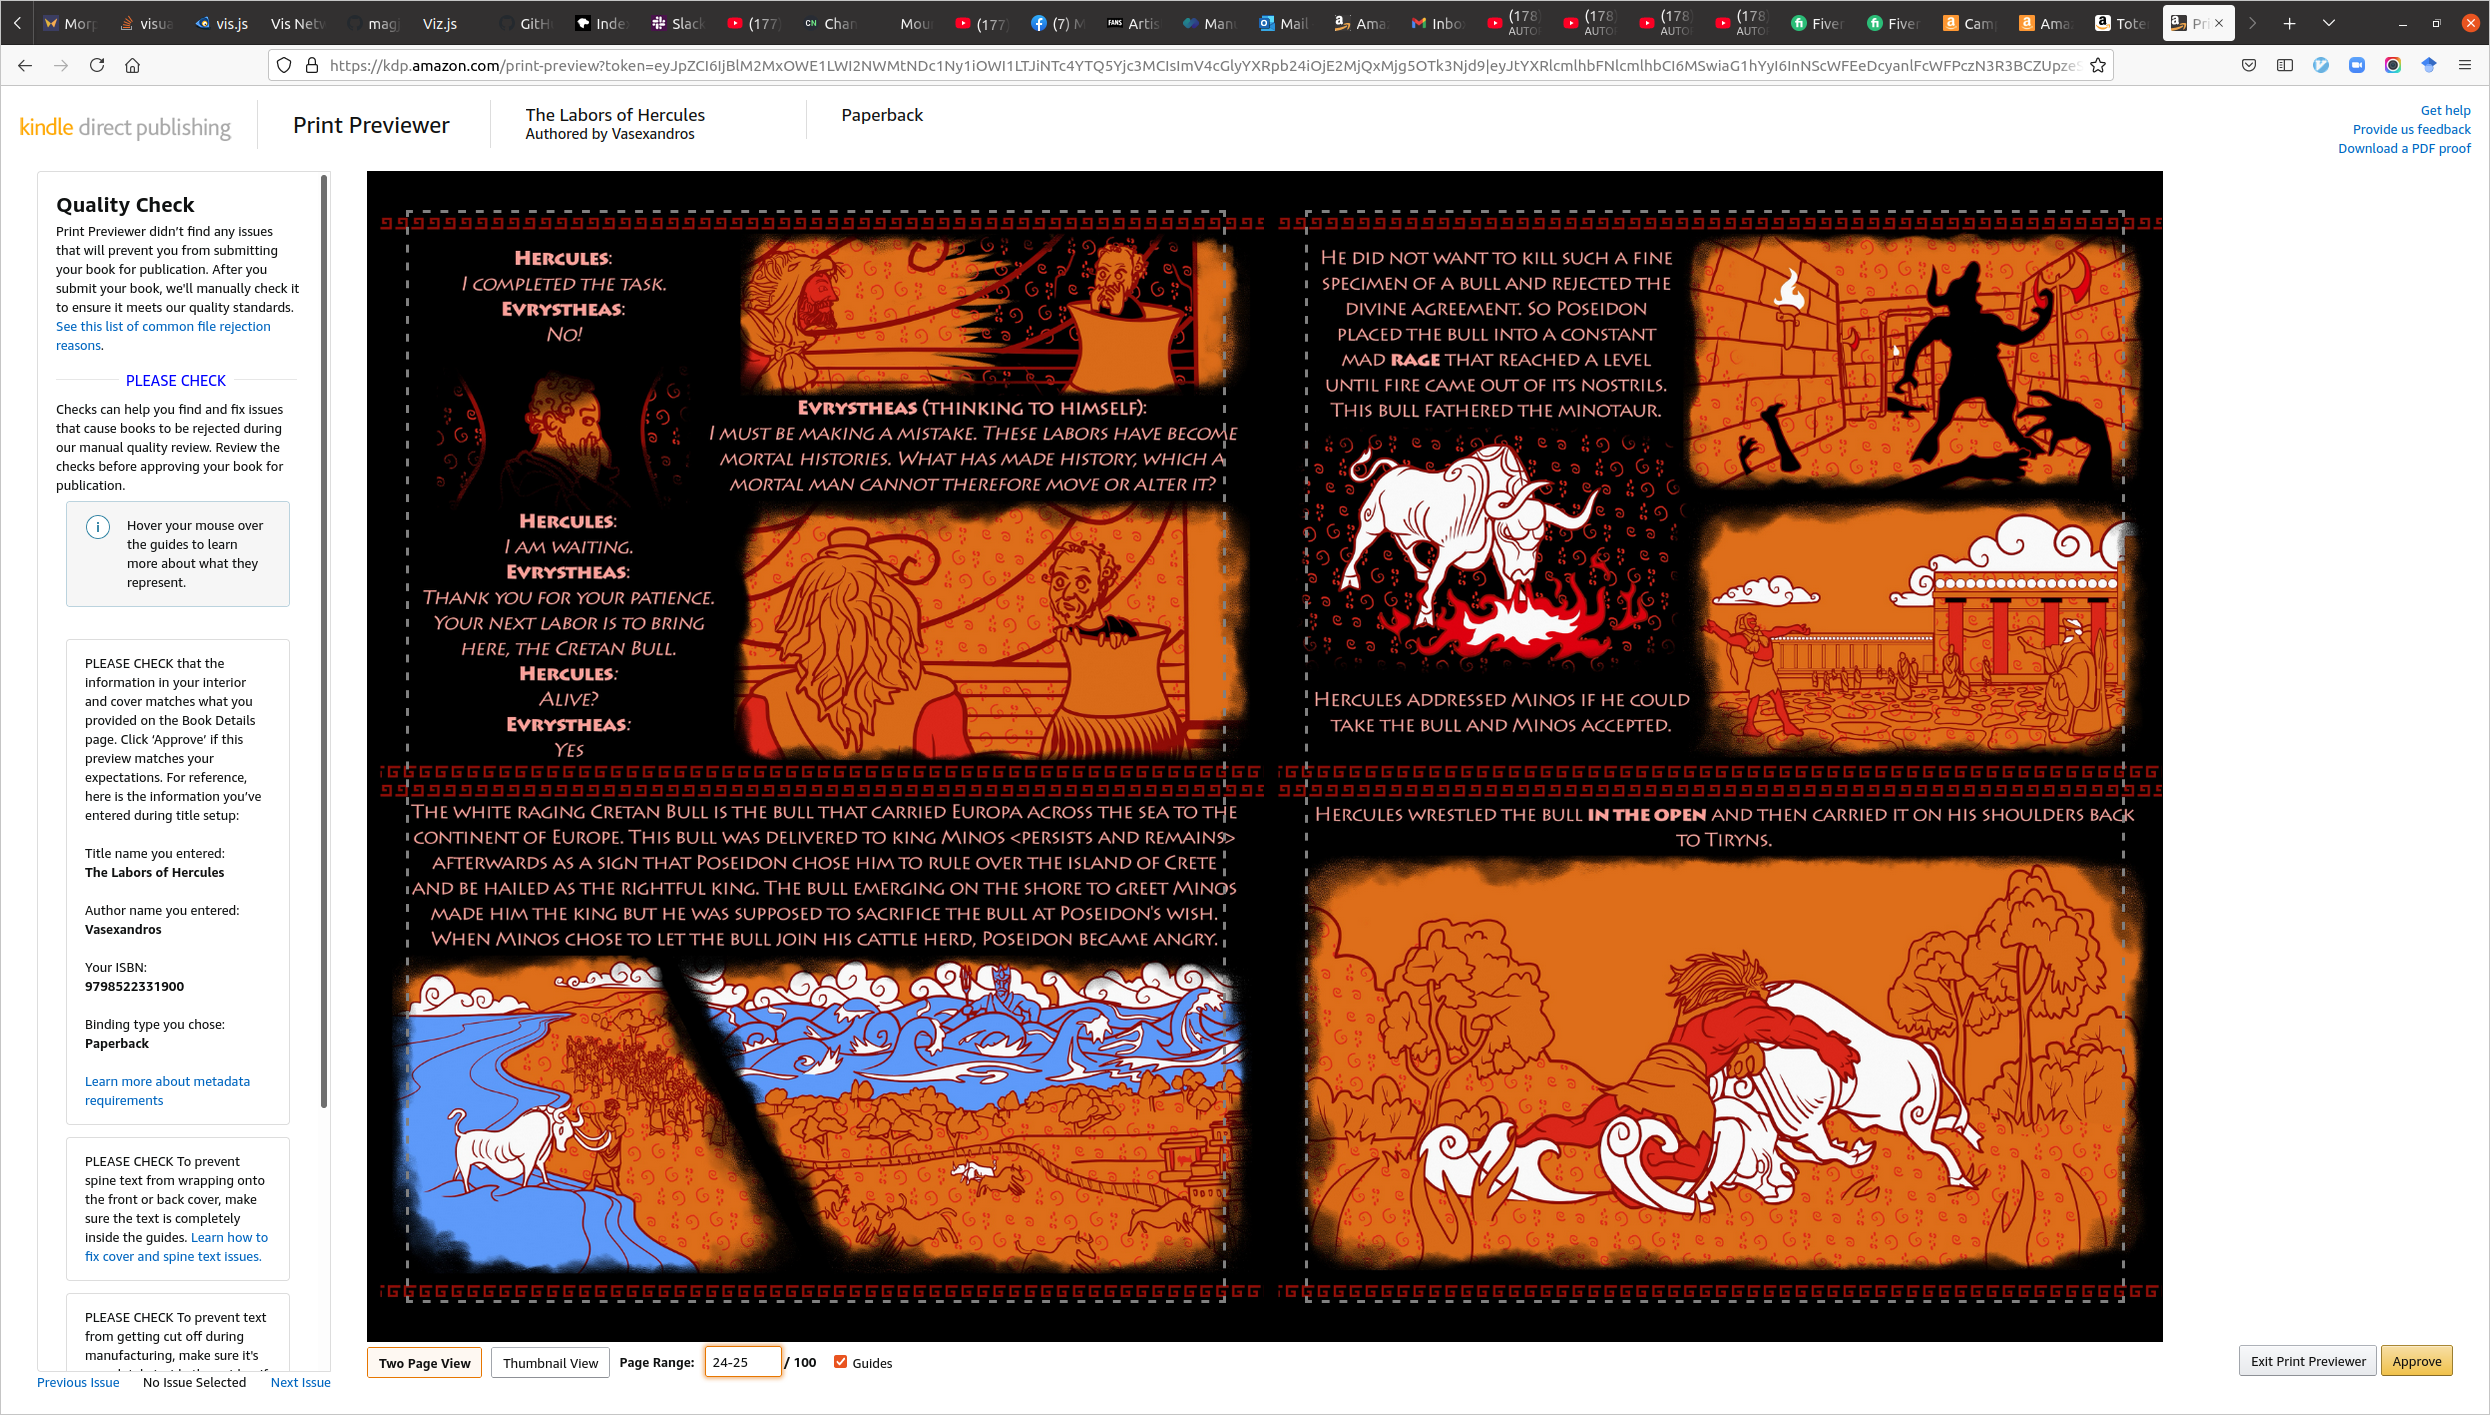 Morp
visua
vis.js
Vis Netw
magj
Viz.js
GitH
Inde
Slack
(177)
Chan
Mou
(177)
(7) M
Artis
Manu
Mail
Ama
Inbo
(178)
AUTO
(178)
AUTO
(178)
AUTO
(178)
AUTO
Fiver
Fiver
Cam
Ama
Toten
Pri
kindle direct publishing
Print Previewer
The Labors of Hercules
Authored by Vasexandros
Paperback
Get help
Provide us feedback
Download a PDF proof
Quality Check
Print Previewer didn't find any issues
that will prevent you from submitting
your book for publication. After you
submit your book, we'll manually check it
to ensure it meets our quality standards.
See this list of common file rejection
reasons.
PLEASE CHECK
Checks can help you find and fix issues
that cause books to be rejected during
our manual quality review. Review the
checks before approving your book for
publication.
Hover your mouse over
the guides to learn
more about what they
represent.
PLEASE CHECK that the
information in your interior
and cover matches what you
provided on the Book Details
page. Click ‘Approve’ if this
preview matches your
expectations. For reference,
here is the information you’ve
entered during title setup:
Title name you entered:
The Labors of Hercules
Author name you entered:
Vasexandros
Your ISBN:
9798522331900
Binding type you chose:
Paperback
Learn more about metadata
requirements
PLEASE CHECK To prevent
spine text from wrapping onto
the front or back cover, make
sure the text is completely
inside the guides. Learn how to
fix cover and spine text issues.
PLEASE CHECK To prevent text
from getting cut off during
manufacturing, make sure it's
Previous Issue
No Issue Selected
Next Issue
HERCULES:
I COMPLETED THE TASK.
EVRYSTHEAS:
NO!
EVRYSTHEAS (THINKING TO HIMSELF):
I MUST BE MAKING A MISTAKE. THESE LABORS HAVE BECOME
MORTAL HISTORIES. WHAT HAS MADE HISTORY, WHICH A
MORTAL MAN CANNOT THEREFORE MOVE OR ALTER IT?
HERCULES:
I AM WAITING.
EVRYSTHEAS:
THANK YOU FOR YOUR PATIENCE.
YOUR NEXT LABOR IS TO BRING
HERE, THE CRETAN BULL.
HERCULES:
ALIVE?
EVRYSTHEAS:
YES
THE WHITE RAGING CRETAN BULL IS THE BULL THAT CARRIED EUROPA ACROSS THE SEA TO THE
CONTINENT OF EUROPE. THIS BULL WAS DELIVERED TO KING MINOS <PERSISTS AND REMAINS>
AFTERWARDS AS A SIGN THAT POSEIDON CHOSE HIM TO RULE OVER THE ISLAND OF CRETE
AND BE HAILED AS THE RIGHTFUL KING. THE BULL EMERGING ON THE SHORE TO GREET MINOS
MADE HIM THE KING BUT HE WAS SUPPOSED TO SACRIFICE THE BULL AT POSEIDON'S WISH.
WHEN MINOS CHOSE TO LET THE BULL JOIN HIS CATTLE HERD, POSEIDON BECAME ANGRY.
HE DID NOT WANT TO KILL SUCH A FINE
SPECIMEN OF A BULL AND REJECTED THE
DIVINE AGREEMENT. SO POSEIDON
PLACED THE BULL INTO A CONSTANT
MAD RAGE THAT REACHED A LEVEL
UNTIL FIRE CAME OUT OF ITS NOSTRILS.
THIS BULL FATHERED THE MINOTAUR.
HERCULES ADDRESSED MINOS IF HE COULD
TAKE THE BULL AND MINOS ACCEPTED.
HERCULES WRESTLED THE BULL IN THE OPEN AND THEN CARRIED IT ON HIS SHOULDERS BACK
TO TIRYNS.
Two Page View
Thumbnail View
Page Range:
24-25
/ 100
Guides
Exit Print Previewer
Approve